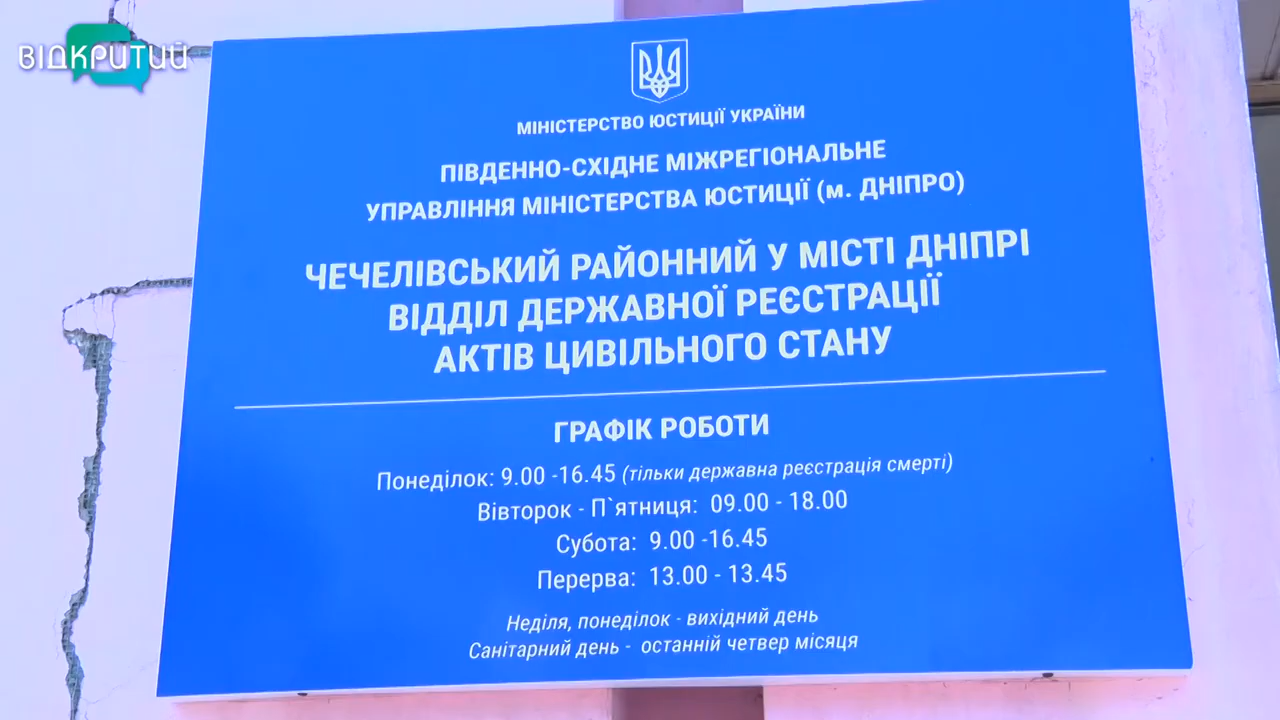 ВІДКРИТИЙ
МІНІСТЕРСТВО ЮСТИЦІЇ УКРАЇНИ
ПІВДЕННО-СХІДНЕ МІЖРЕГІОНАЛЬНЕ
УПРАВЛІННЯ МІНІСТЕРСТВА ЮСТИЦІЇ (м. ДНІПРО)
ЧЕЧЕЛІВСЬКИЙ РАЙОННИЙ У МІСТІ ДНІПРІ
ВІДДІЛ ДЕРЖАВНОЇ РЕЄСТРАЦІЇ
АКТІВ ЦИВІЛЬНОГО СТАНУ
ГРАФІК РОБОТИ
Понеділок: 9.00 -16.45 (тільки державна реєстрація смерті)
Вівторок - П`ятниця: 09.00 - 18.00
Субота: 9.00 -16.45
Перерва: 13.00 - 13.45
Неділя, понеділок - вихідний день
Санітарний день - останній четвер місяця